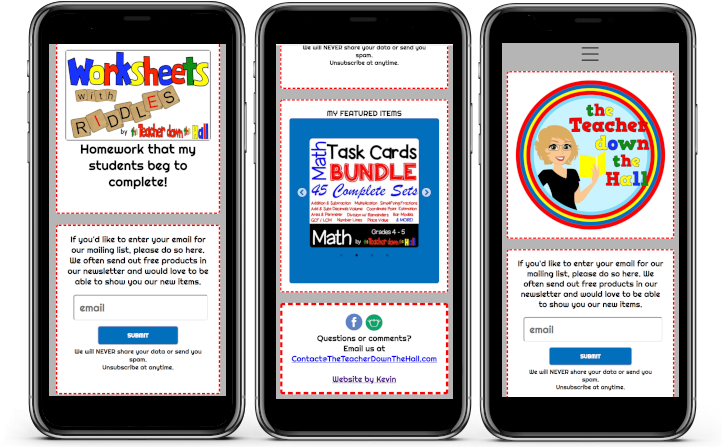 Worksheets
with
RIDDLES
by the Teacher down the Hall
Homework that my
students beg to
complete!
If you'd like to enter your email for
our mailing list, please do so here.
We often send out free products in
our newsletter and would love to be
able to show you our new items.
email
SUBMIT
We will NEVER share your data or send you
spam.
Unsubscribe at anytime.
We will NEVER share your data or send you
spam.
Unsubscribe at anytime.
MY FEATURED ITEMS
Math
Task Cards
BUNDLE
45 Complete Sets
Addition & Subtraction Multiplication Simplifying Fractions
Add & Sub Decimals Volume Coordinate Plane Estimation
Area & Perimeter Division w/ Remainders Bar Models
GCF / LCM Number Lines Place Value & MORE!
Grades 4 - 5
Math by the Teacher down the Hall
Questions or comments?
Email us at
Contact@TheTeacherDownTheHall.com
Website by Kevin
the
Teacher
down
the
Hall
If you'd like to enter your email for our
mailing list, please do so here. We
often send out free products in our
newsletter and would love to be able
to show you our new items.
email
SUBMIT
We will NEVER share your data or send you
spam.
Unsubscribe at anytime.